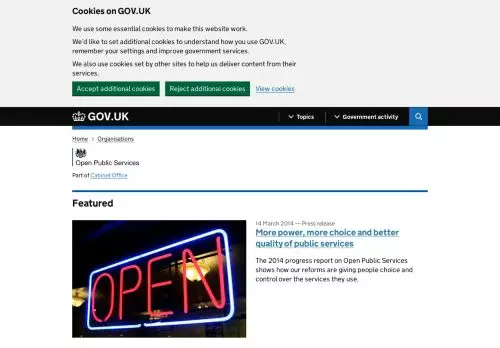 Cookies on GOV.UK
We use some essential cookies to make this website work.
We'd like to set additional cookies to understand how you use GOV.UK,
remember your settings and improve government services.
We also use cookies set by other sites to help us deliver content from their
services.
Accept additional cookies
Reject additional cookies
View cookies
GOV.UK
Topics
Government activity
Home
Organisations
Open Public Services
Part of Cabinet Office
Featured
OPEN
14 March 2014 — Press release
More power, more choice and better
quality of public services
The 2014 progress report on Open Public Services
shows how our reforms are giving people choice and
control over the services they use.